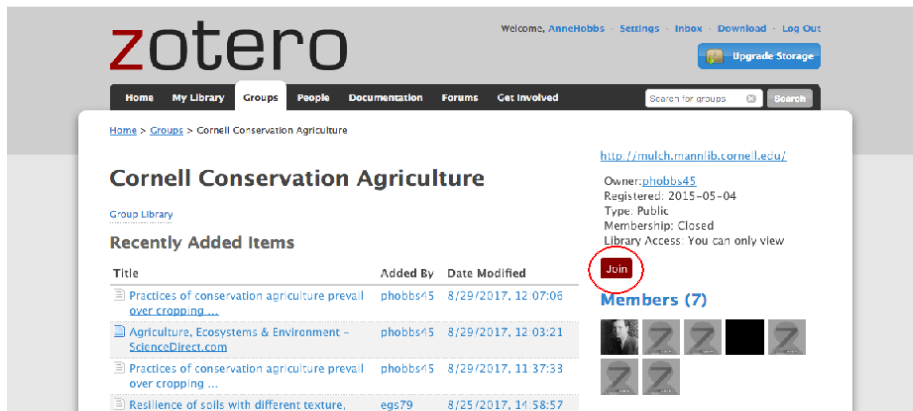 zotero
Welcome, AnneHobbs · Settings · Inbox · Download · Log Out
Upgrade Storage
Home My Library Groups People Documentation Forums Get Involved
Search for groups Search
Home > Groups > Cornell Conservation Agriculture
Cornell Conservation Agriculture
Group Library
Recently Added Items
Title Added By Date Modified
Practices of conservation agriculture prevail phobbs45 8/29/2017, 12:07:06
over cropping ...
Agriculture, Ecosystems & Environment – phobbs45 8/29/2017, 12:03:21
ScienceDirect.com
Practices of conservation agriculture prevail phobbs45 8/29/2017, 11:37:33
over cropping ...
Resilience of soils with different texture, egs79 8/25/2017, 14:58:57
http://mulch.mannlib.cornell.edu/
Owner:phobbs45
Registered: 2015-05-04
Type: Public
Membership: Closed
Library Access: You can only view
Join
Members (7)